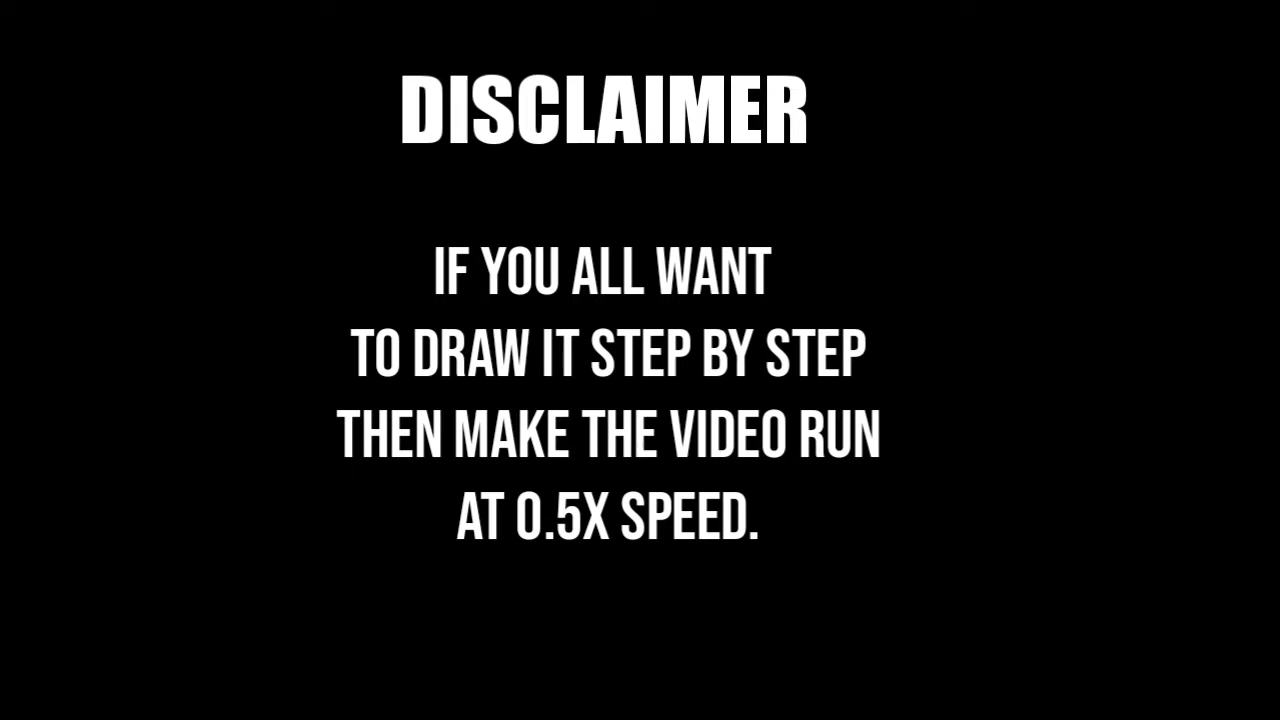 DISCLAIMER
IF YOU ALL WANT
TO DRAW IT STEP BY STEP
THEN MAKE THE VIDEO RUN
AT 0.5X SPEED.